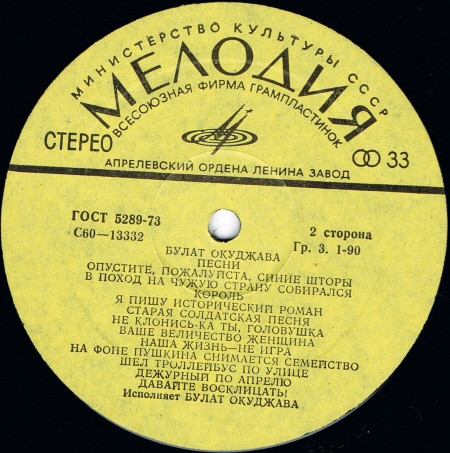 МИНИСТЕРСТВО КУЛЬТУРЫ СССР
МЕЛОДИЯ
ВСЕСОЮЗНАЯ ФИРМА ГРАМПЛАСТИНОК
СТЕРЕО
33
АПРЕЛЕВСКИЙ ОРДЕНА ЛЕНИНА ЗАВОД
ГОСТ 5289-73
2 сторона
С60—13332
Гр. 3. 1-90
БУЛАТ ОКУДЖАВА
ПЕСНИ
ОПУСТИТЕ, ПОЖАЛУЙСТА, СИНИЕ ШТОРЫ
В ПОХОД НА ЧУЖУЮ СТРАНУ СОБИРАЛСЯ
КОРОЛЬ
Я ПИШУ ИСТОРИЧЕСКИЙ РОМАН
СТАРАЯ СОЛДАТСКАЯ ПЕСНЯ
НЕ КЛОНИСЬ-КА ТЫ, ГОЛОВУШКА
ВАШЕ ВЕЛИЧЕСТВО ЖЕНЩИНА
НАША ЖИЗНЬ—НЕ ИГРА
НА ФОНЕ ПУШКИНА СНИМАЕТСЯ СЕМЕЙСТВО
ШЕЛ ТРОЛЛЕЙБУС ПО УЛИЦЕ
ДЕЖУРНЫЙ ПО АПРЕЛЮ
ДАВАЙТЕ ВОСКЛИЦАТЬ!
Исполняет БУЛАТ ОКУДЖАВА